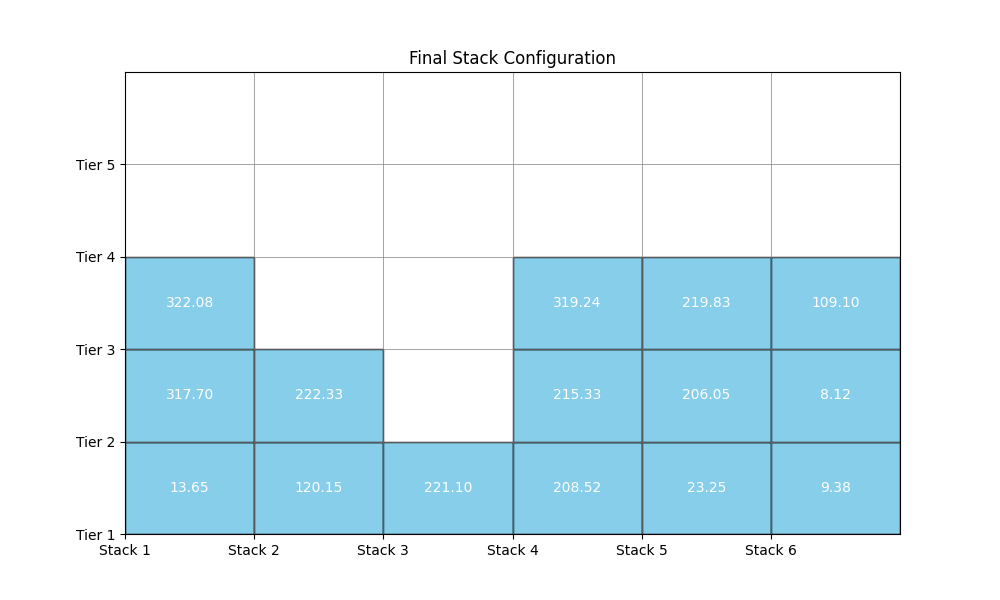 Final Stack Configuration
Tier 5
Tier 4
322.08 319.24 219.83 109.10
Tier 3
317.70 222.33 215.33 206.05 8.12
Tier 2
13.65 120.15 221.10 208.52 23.25 9.38
Tier 1
Stack 1 Stack 2 Stack 3 Stack 4 Stack 5 Stack 6